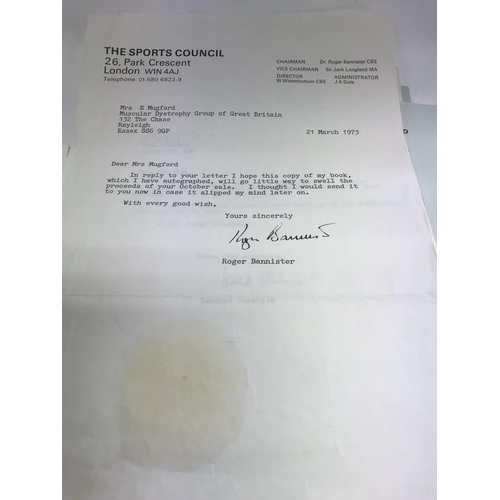 THE SPORTS COUNCIL
26, Park Crescent
London W1N 4AJ
Telephone: 01-580 6822-9
CHAIRMAN Dr. Roger Bannister CBE
VICE CHAIRMAN Sir Jack Longland MA
DIRECTOR ADMINISTRATOR
W Winterbottom CBE J A Dole
Mrs E Mugford
Muscular Dystrophy Group of Great Britain
132 The Chase
Rayleigh
Essex SS6 9QP
21 March 1973
Dear Mrs Mugford
In reply to your letter I hope this copy of my book,
which I have autographed, will go little way to swell the
proceeds of your October sale. I thought I would send it
to you now in case it slipped my mind later on.
With every good wish,
Yours sincerely
Roger Bannister
Roger Bannister